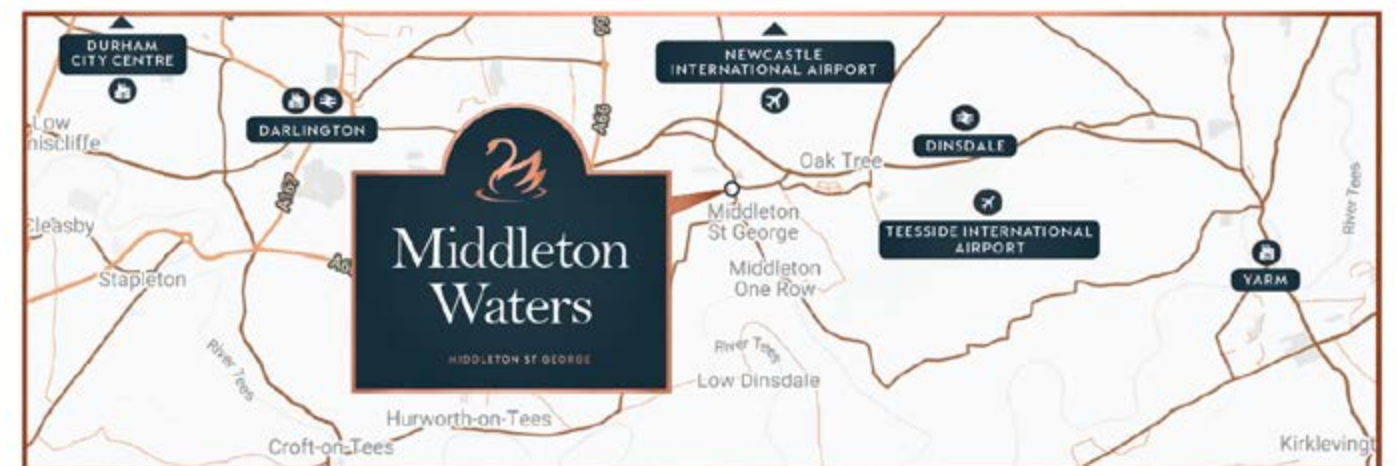 DURHAM
CITY CENTRE
NEWCASTLE
INTERNATIONAL AIRPORT
A66
Low
niscliffe
DARLINGTON
DINSDALE
Oak Tree
A167
River Tees
Cleasby
Middleton
St George
TEESSIDE INTERNATIONAL
AIRPORT
Middleton
Waters
MIDDLETON ST GEORGE
Stapleton
Middleton
One Row
YARM
River Tees
River Tees
Low Dinsdale
Hurworth-on-Tees
Croft-on-Tees
Kirklevingt